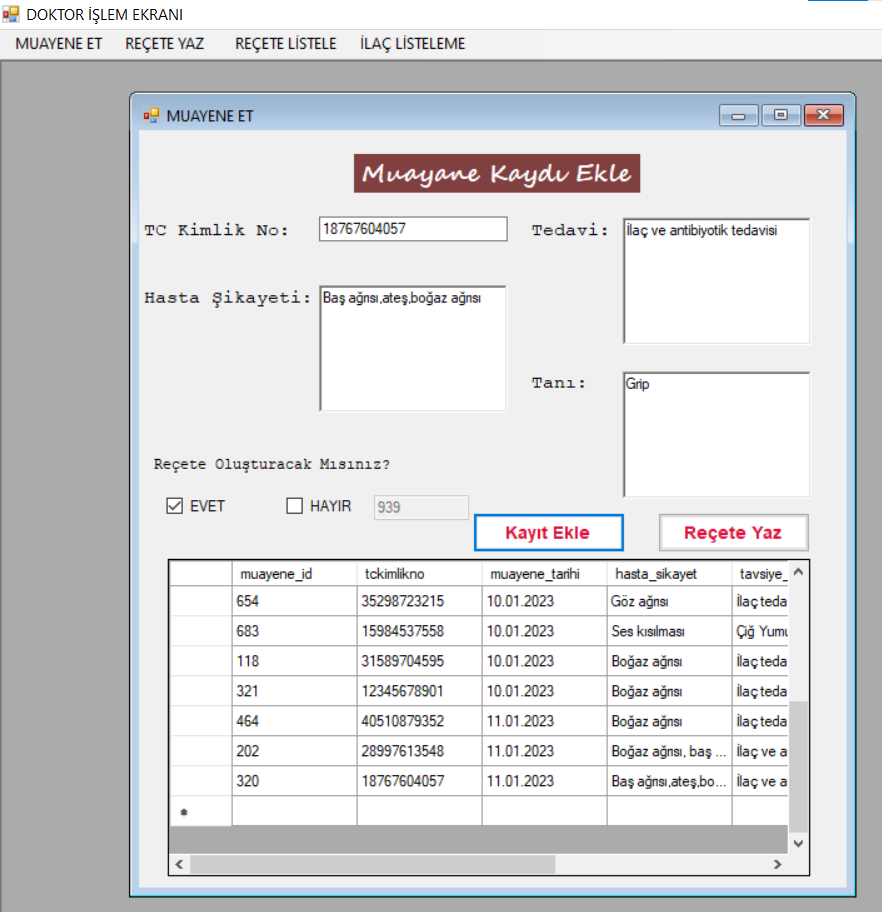 DOKTOR İŞLEM EKRANI
MUAYENE ET REÇETE YAZ REÇETE LİSTELE İLAÇ LİSTELEME
MUAYENE ET
Muayane Kaydı Ekle
TC Kimlik No: 18767604057 Tedavi: İlaç ve antibiyotik tedavisi
Hasta Şikayeti: Baş ağrısı,ateş,boğaz ağrısı
Tanı: Grip
Reçete Oluşturacak Mısınız?
EVET HAYIR 939
Kayıt Ekle Reçete Yaz
muayene_id tckimlikno muayene_tarihi hasta_sikayet tavsiye_
654 35298723215 10.01.2023 Göz ağrısı İlaç teda
683 15984537558 10.01.2023 Ses kısılması Çiğ Yumu
118 31589704595 10.01.2023 Boğaz ağrısı İlaç teda
321 12345678901 10.01.2023 Boğaz ağrısı İlaç teda
464 40510879352 11.01.2023 Boğaz ağrısı İlaç teda
202 28997613548 11.01.2023 Boğaz ağrısı, baş ... İlaç ve a
320 18767604057 11.01.2023 Baş ağrısı,ateş,bo... İlaç ve a